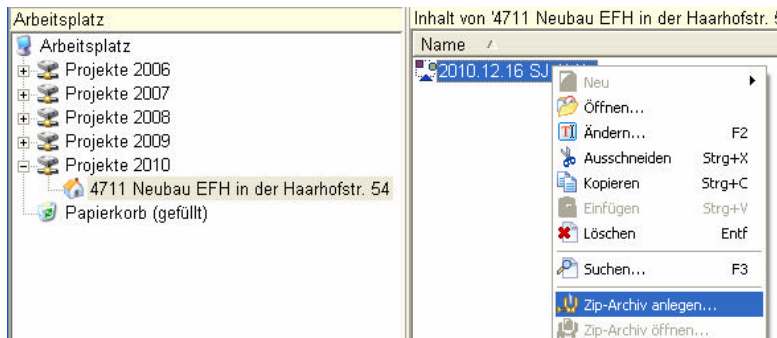 Arbeitsplatz
Arbeitsplatz
Projekte 2006
Projekte 2007
Projekte 2008
Projekte 2009
Projekte 2010
4711 Neubau EFH in der Haarhofstr. 54
Papierkorb (gefüllt)
Inhalt von '4711 Neubau EFH in der Haarhofstr.
Name
2010.12.16 SJ
Neu
Öffnen...
Ändern... F2
Ausschneiden Strg+X
Kopieren Strg+C
Einfügen Strg+V
Löschen Entf
Suchen... F3
Zip-Archiv anlegen...
Zip-Archiv öffnen...